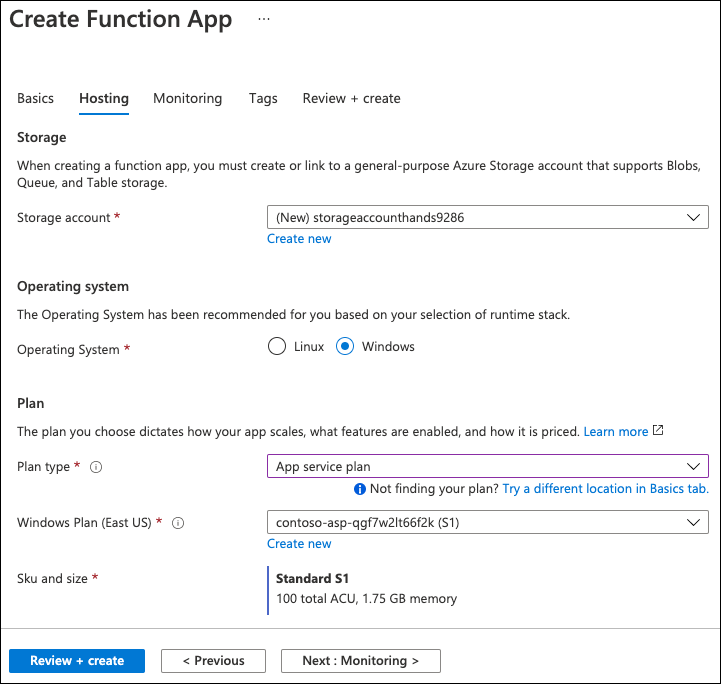 Create Function App ...
Basics Hosting Monitoring Tags Review + create
Storage
When creating a function app, you must create or link to a general-purpose Azure Storage account that supports Blobs,
Queue, and Table storage.
Storage account * (New) storageaccounthands9286
Create new
Operating system
The Operating System has been recommended for you based on your selection of runtime stack.
Operating System * Linux Windows
Plan
The plan you choose dictates how your app scales, what features are enabled, and how it is priced. Learn more
Plan type * App service plan
Not finding your plan? Try a different location in Basics tab.
Windows Plan (East US) * contoso-asp-qgf7w2lt66f2k (S1)
Create new
Sku and size * Standard S1
100 total ACU, 1.75 GB memory
Review + create < Previous Next : Monitoring >